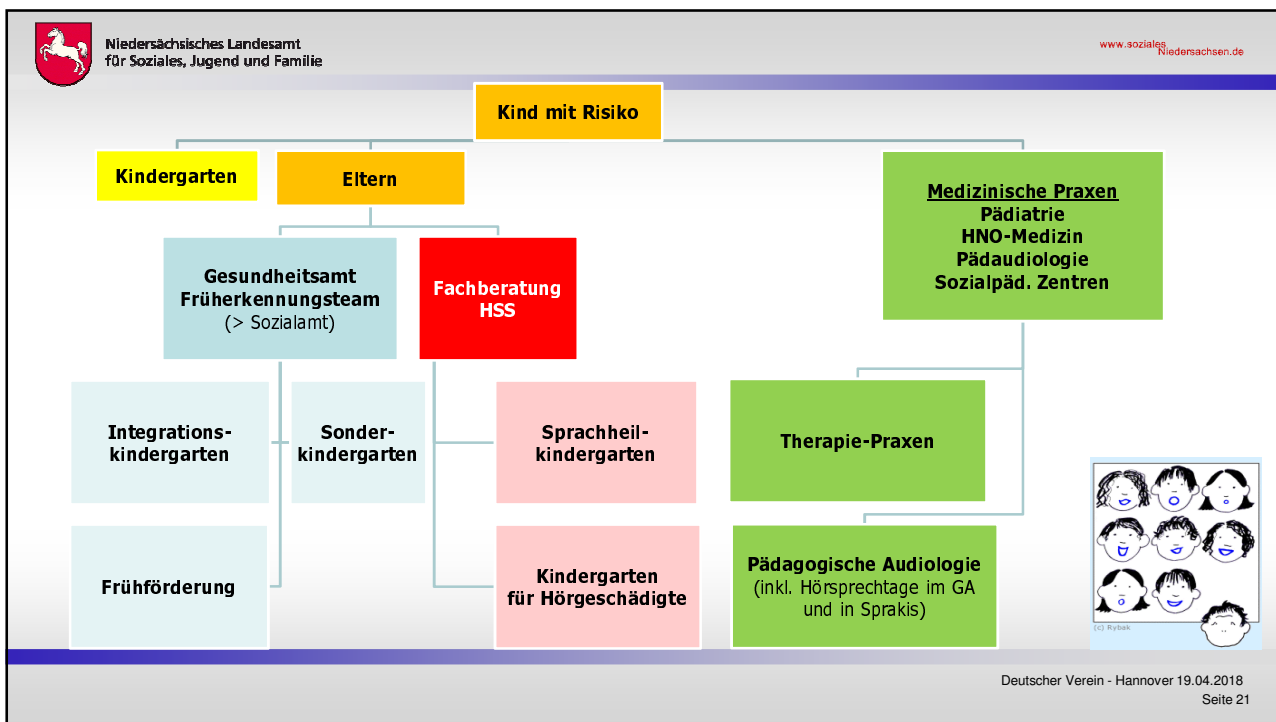 Niedersächsisches Landesamt
für Soziales, Jugend und Familie
www.soziales
Niedersachsen.de
Kind mit Risiko
Kindergarten
Eltern
Medizinische Praxen
Pädiatrie
HNO-Medizin
Pädaudiologie
Sozialpäd. Zentren
Gesundheitsamt
Früherkennungsteam
(> Sozialamt)
Fachberatung
HSS
Integrations-
kindergarten
Sonder-
kindergarten
Sprachheil-
kindergarten
Therapie-Praxen
Frühförderung
Kindergarten
für Hörgeschädigte
Pädagogische Audiologie
(inkl. Hörsprechtage im GA
und in Sprakis)
(c) Rybak
Deutscher Verein - Hannover 19.04.2018
Seite 21